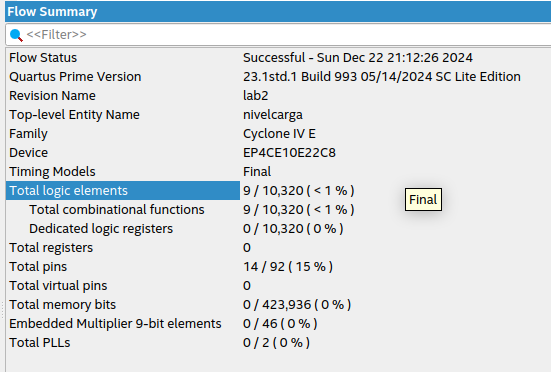 Flow Summary
<<Filter>>
Flow Status Successful - Sun Dec 22 21:12:26 2024
Quartus Prime Version 23.1std.1 Build 993 05/14/2024 SC Lite Edition
Revision Name lab2
Top-level Entity Name nivelcarga
Family Cyclone IV E
Device EP4CE10E22C8
Timing Models Final
Total logic elements 9 / 10,320 ( < 1 % )
Final
Total combinational functions 9 / 10,320 ( < 1 % )
Dedicated logic registers 0 / 10,320 ( 0 % )
Total registers 0
Total pins 14 / 92 ( 15 % )
Total virtual pins 0
Total memory bits 0 / 423,936 ( 0 % )
Embedded Multiplier 9-bit elements 0 / 46 ( 0 % )
Total PLLs 0 / 2 ( 0 % )